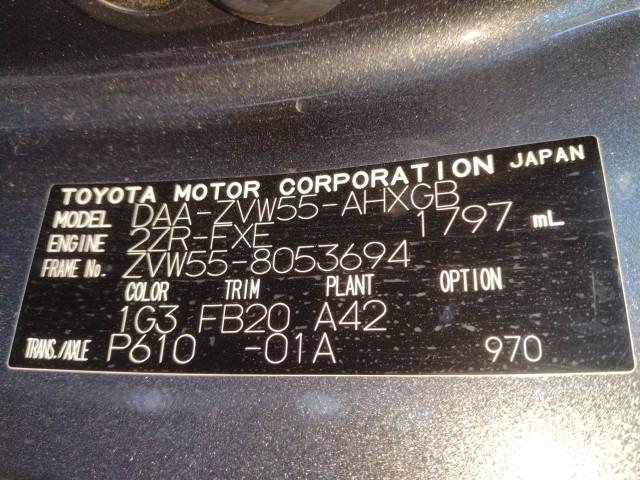 TOYOTA MOTOR CORPORATION JAPAN
MODEL DAA-ZVW55-AHXGB
ENGINE 2ZR-FXE 1797 mL
FRAME No. ZVW55-8053694
COLOR TRIM PLANT OPTION
1G3 FB20 A42
TRANS./AXLE P610 -01A 970